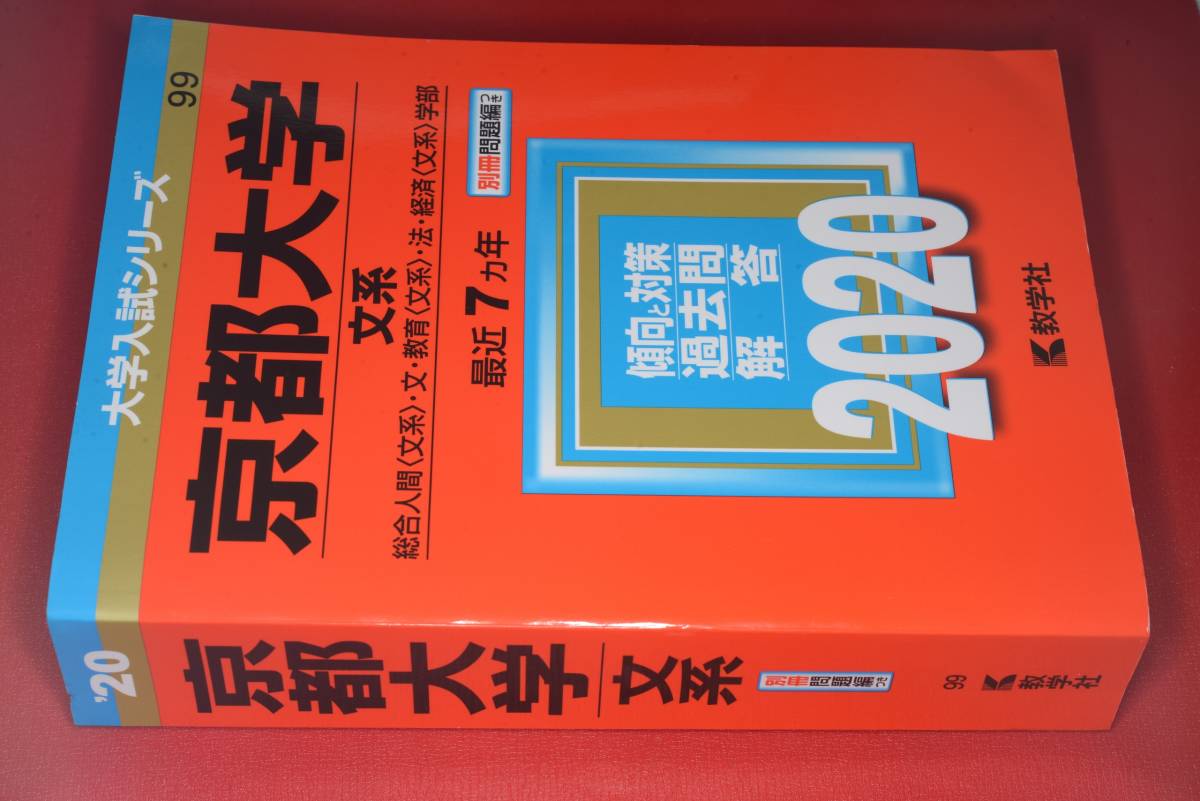 大学入試シリーズ
99
京都大学
文系
総合人間〈文系〉・文・教育〈文系〉・法・経済〈文系〉学部
最近7カ年
別冊問題編つき
傾向と対策
過去問
解答
2020
教学社
'20
京都大学
文系
別冊問題編つき
99
教学社